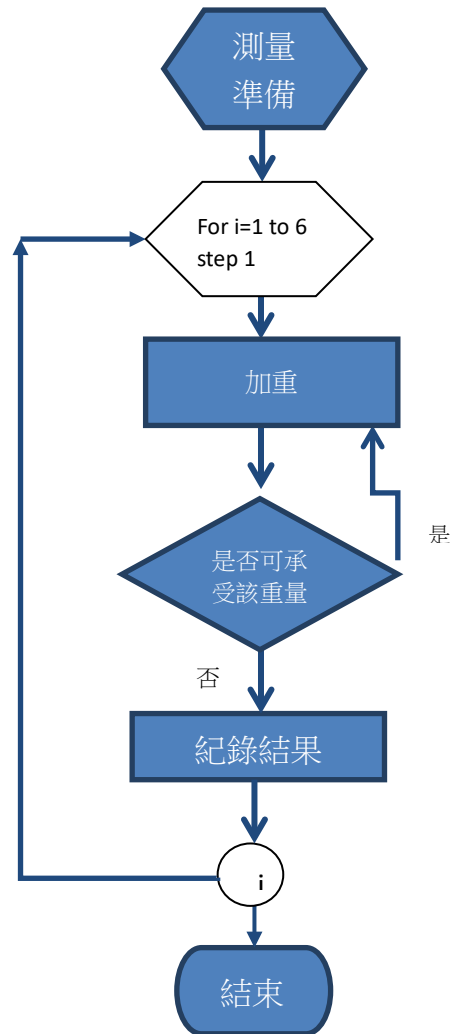 測量
準備
For i=1 to 6
step 1
加重
是否可承
受該重量
是
否
紀錄結果
i
結束